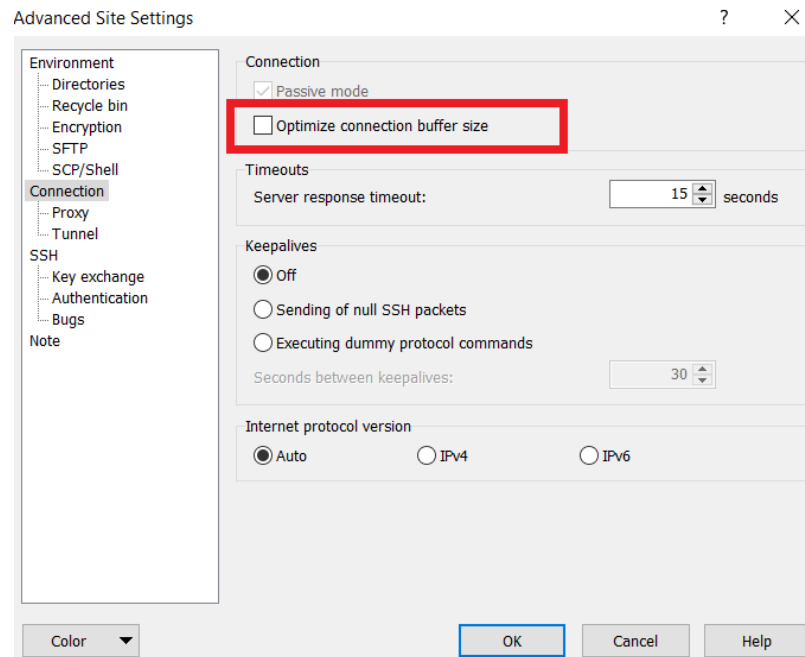 Advanced Site Settings
?
Environment
Directories
Recycle bin
Encryption
SFTP
SCP/Shell
Connection
Proxy
Tunnel
SSH
Key exchange
Authentication
Bugs
Note
Connection
Passive mode
Optimize connection buffer size
Timeouts
Server response timeout: 15 seconds
Keepalives
Off
Sending of null SSH packets
Executing dummy protocol commands
Seconds between keepalives: 30
Internet protocol version
Auto IPv4 IPv6
Color OK Cancel Help